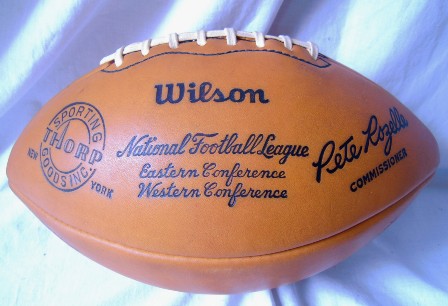 Wilson
SPORTING
THORP
GOODS INC.
NEW YORK
National Football League
Eastern Conference
Western Conference
Pete Rozelle
COMMISSIONER